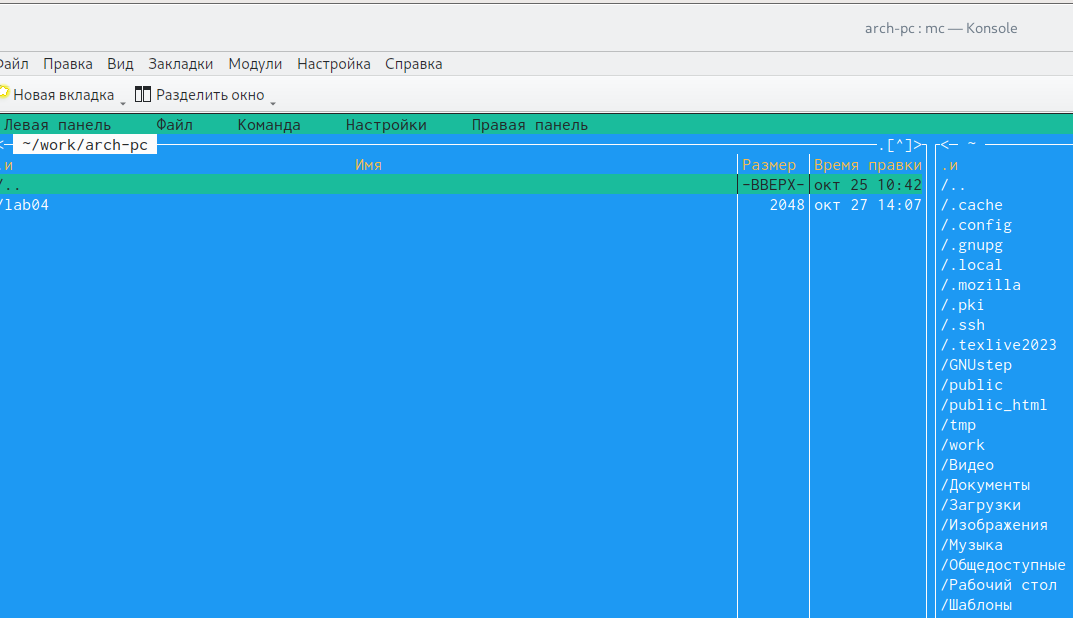 arch-pc : mc — Konsole
Файл Правка Вид Закладки Модули Настройка Справка
Новая вкладка Разделить окно
Левая панель Файл Команда Настройки Правая панель
<─ ~/work/arch-pc .[^]> <─ ~
.и Имя Размер Время правки .и
/.. -ВВЕРХ- окт 25 10:42 /..
/lab04 2048 окт 27 14:07 /.cache
/.config
/.gnupg
/.local
/.mozilla
/.pki
/.ssh
/.texlive2023
/GNUstep
/public
/public_html
/tmp
/work
/Видео
/Документы
/Загрузки
/Изображения
/Музыка
/Общедоступные
/Рабочий стол
/Шаблоны